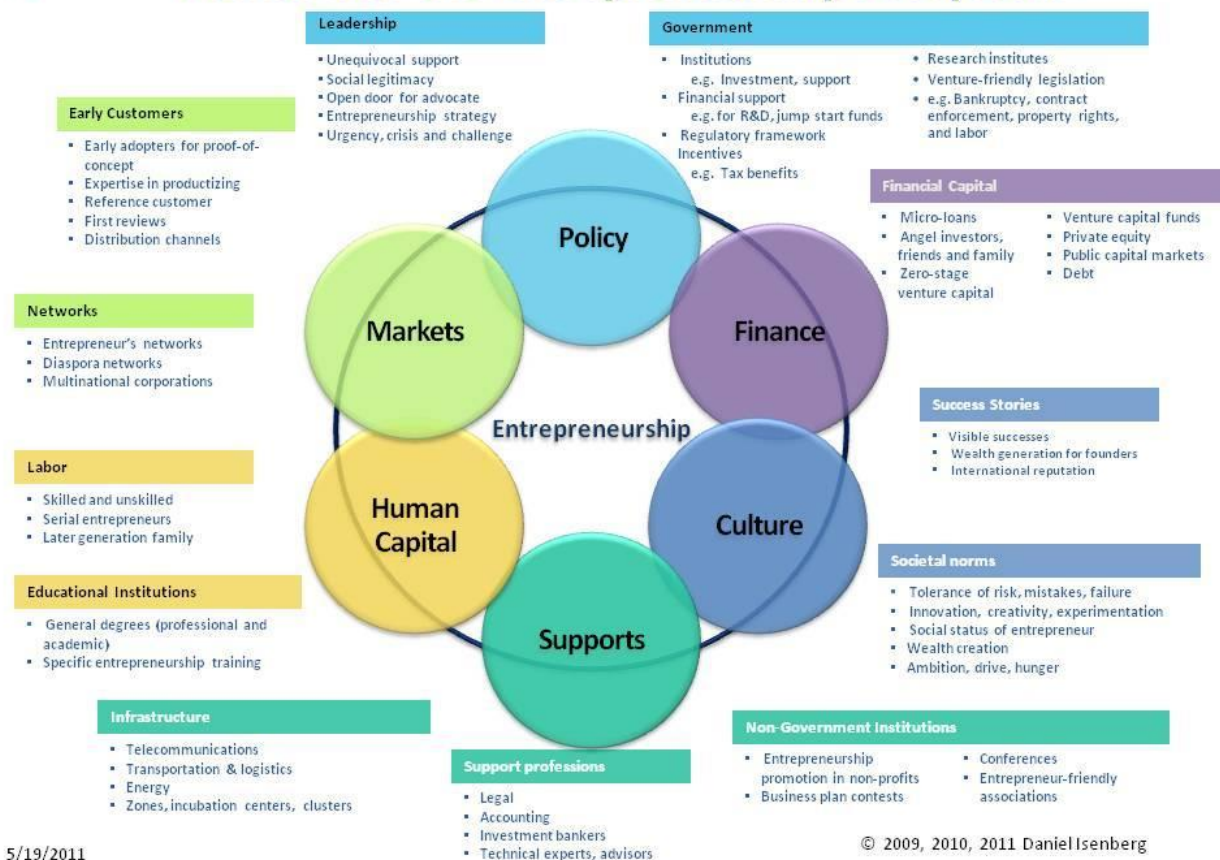 Leadership
▪ Unequivocal support
▪ Social legitimacy
▪ Open door for advocate
▪ Entrepreneurship strategy
▪ Urgency, crisis and challenge
Government
▪ Institutions
e.g. Investment, support
▪ Financial support
e.g. for R&D, jump start funds
▪ Regulatory framework
Incentives
e.g. Tax benefits
• Research institutes
• Venture-friendly legislation
• e.g. Bankruptcy, contract
enforcement, property rights,
and labor
Early Customers
▪ Early adopters for proof-of-
concept
▪ Expertise in productizing
▪ Reference customer
▪ First reviews
▪ Distribution channels
Financial Capital
▪ Micro-loans
▪ Angel investors,
friends and family
▪ Zero-stage
venture capital
▪ Venture capital funds
▪ Private equity
▪ Public capital markets
▪ Debt
Networks
▪ Entrepreneur's networks
▪ Diaspora networks
▪ Multinational corporations
Policy
Markets
Finance
Entrepreneurship
Human
Capital
Culture
Supports
Success Stories
▪ Visible successes
▪ Wealth generation for founders
▪ International reputation
Labor
▪ Skilled and unskilled
▪ Serial entrepreneurs
▪ Later generation family
Societal norms
▪ Tolerance of risk, mistakes, failure
▪ Innovation, creativity, experimentation
▪ Social status of entrepreneur
▪ Wealth creation
▪ Ambition, drive, hunger
Educational Institutions
▪ General degrees (professional and
academic)
▪ Specific entrepreneurship training
Infrastructure
▪ Telecommunications
▪ Transportation & logistics
▪ Energy
▪ Zones, incubation centers, clusters
Support professions
▪ Legal
▪ Accounting
▪ Investment bankers
▪ Technical experts, advisors
Non-Government Institutions
▪ Entrepreneurship
promotion in non-profits
▪ Business plan contests
▪ Conferences
▪ Entrepreneur-friendly
associations
5/19/2011
© 2009, 2010, 2011 Daniel Isenberg